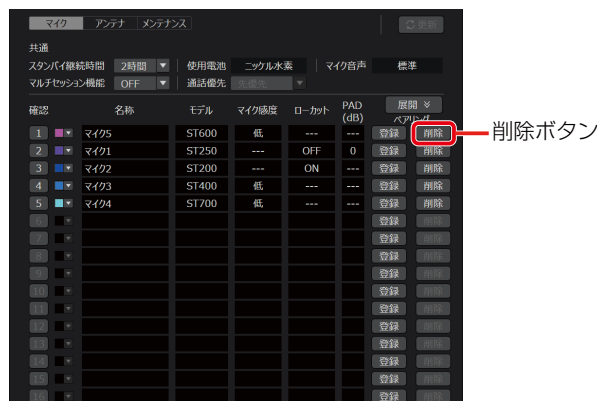 マイク アンテナ メンテナンス 更新
共通
スタンバイ継続時間 2時間 使用電池 ニッケル水素 マイク音声 標準
マルチセッション機能 OFF 通話優先 先優先
確認 名称 モデル マイク感度 ローカット PAD (dB) 展開 ペアリング
1 マイク5 ST600 低 --- --- 登録 削除 削除ボタン
2 マイク1 ST250 --- OFF 0 登録 削除
3 マイク2 ST200 --- ON --- 登録 削除
4 マイク3 ST400 低 --- --- 登録 削除
5 マイク4 ST700 低 --- --- 登録 削除
6 登録 削除
7 登録 削除
8 登録 削除
9 登録 削除
10 登録 削除
11 登録 削除
12 登録 削除
13 登録 削除
14 登録 削除
15 登録 削除
16 登録 削除